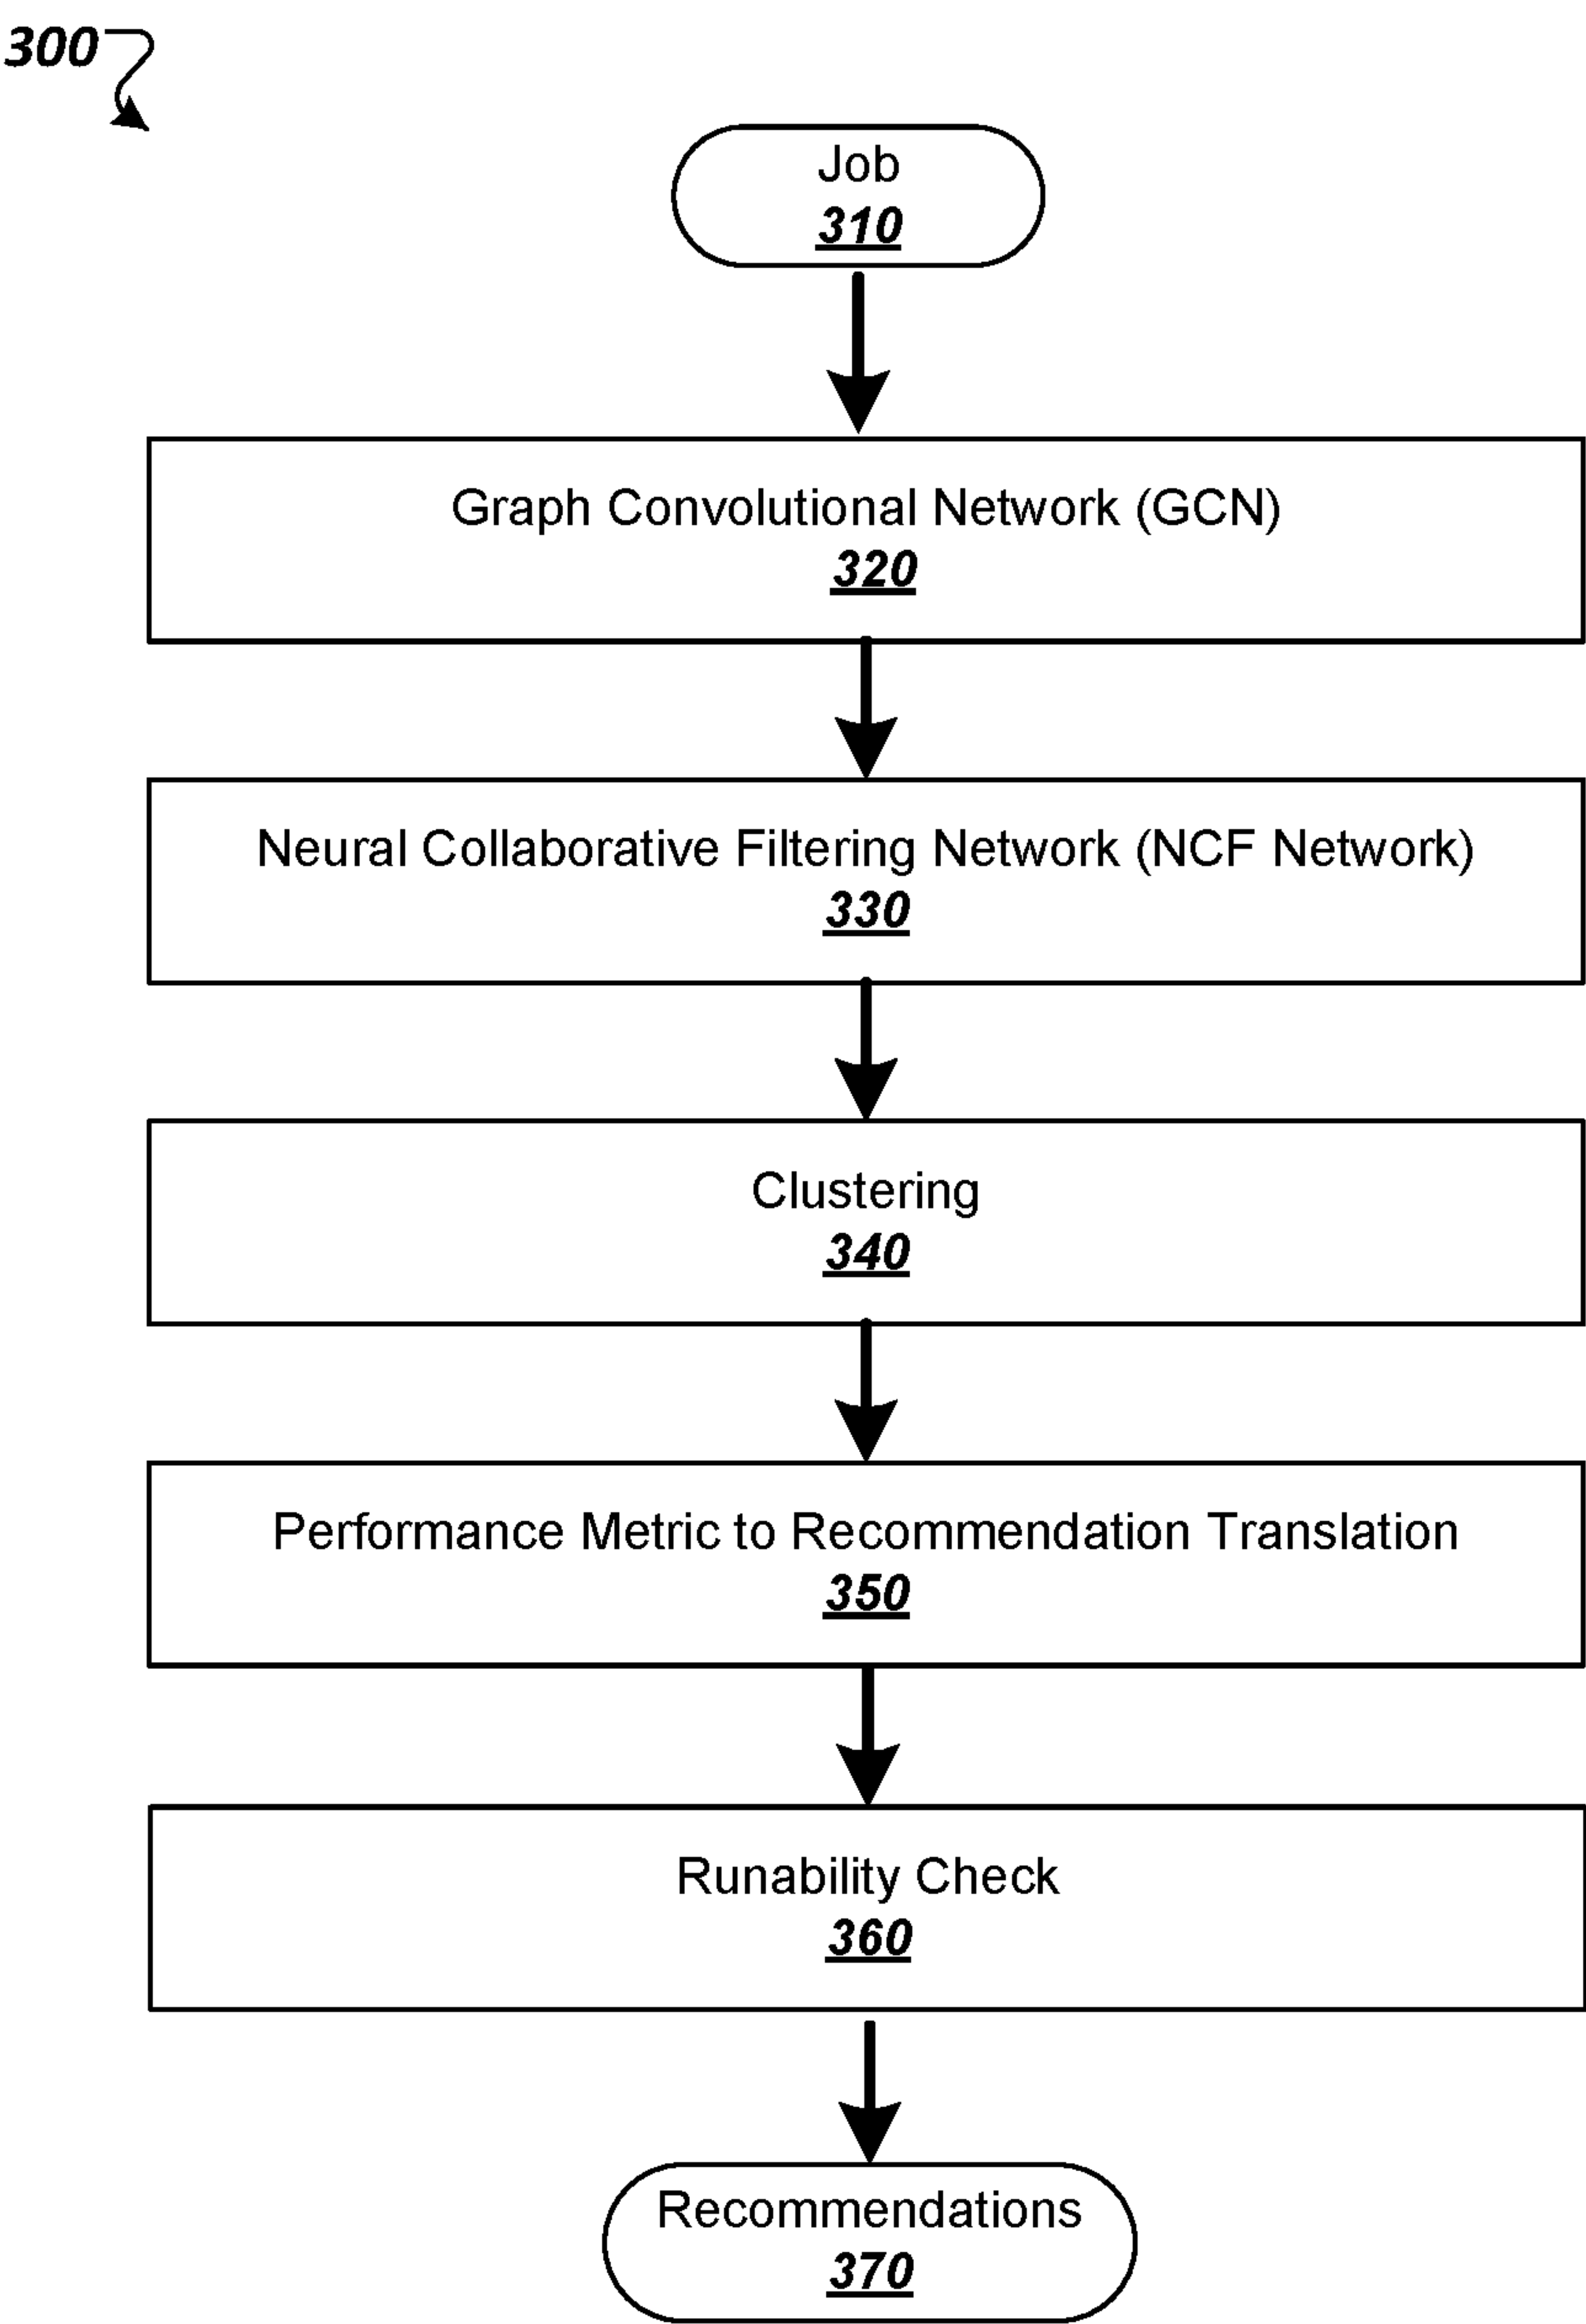 300
Job
310
Graph Convolutional Network (GCN)
320
Neural Collaborative Filtering Network (NCF Network)
330
Clustering
340
Performance Metric to Recommendation Translation
350
Runability Check
360
Recommendations
370